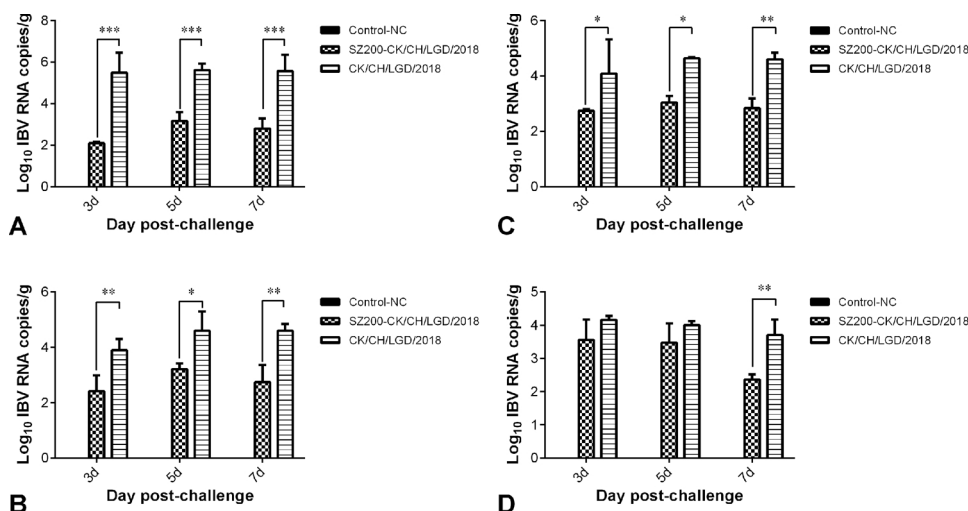 Log10 IBV RNA copies/g
8
6
4
2
0
***
***
***
3d
5d
7d
Day post-challenge
Control-NC
SZ200-CK/CH/LGD/2018
CK/CH/LGD/2018
A
Log10 IBV RNA copies/g
6
4
2
0
*
*
**
3d
5d
7d
Day post-challenge
Control-NC
SZ200-CK/CH/LGD/2018
CK/CH/LGD/2018
C
Log10 IBV RNA copies/g
6
4
2
0
**
*
**
3d
5d
7d
Day post-challenge
Control-NC
SZ200-CK/CH/LGD/2018
CK/CH/LGD/2018
B
Log10 IBV RNA copies/g
5
4
3
2
1
0
**
3d
5d
7d
Day post-challenge
Control-NC
SZ200-CK/CH/LGD/2018
CK/CH/LGD/2018
D